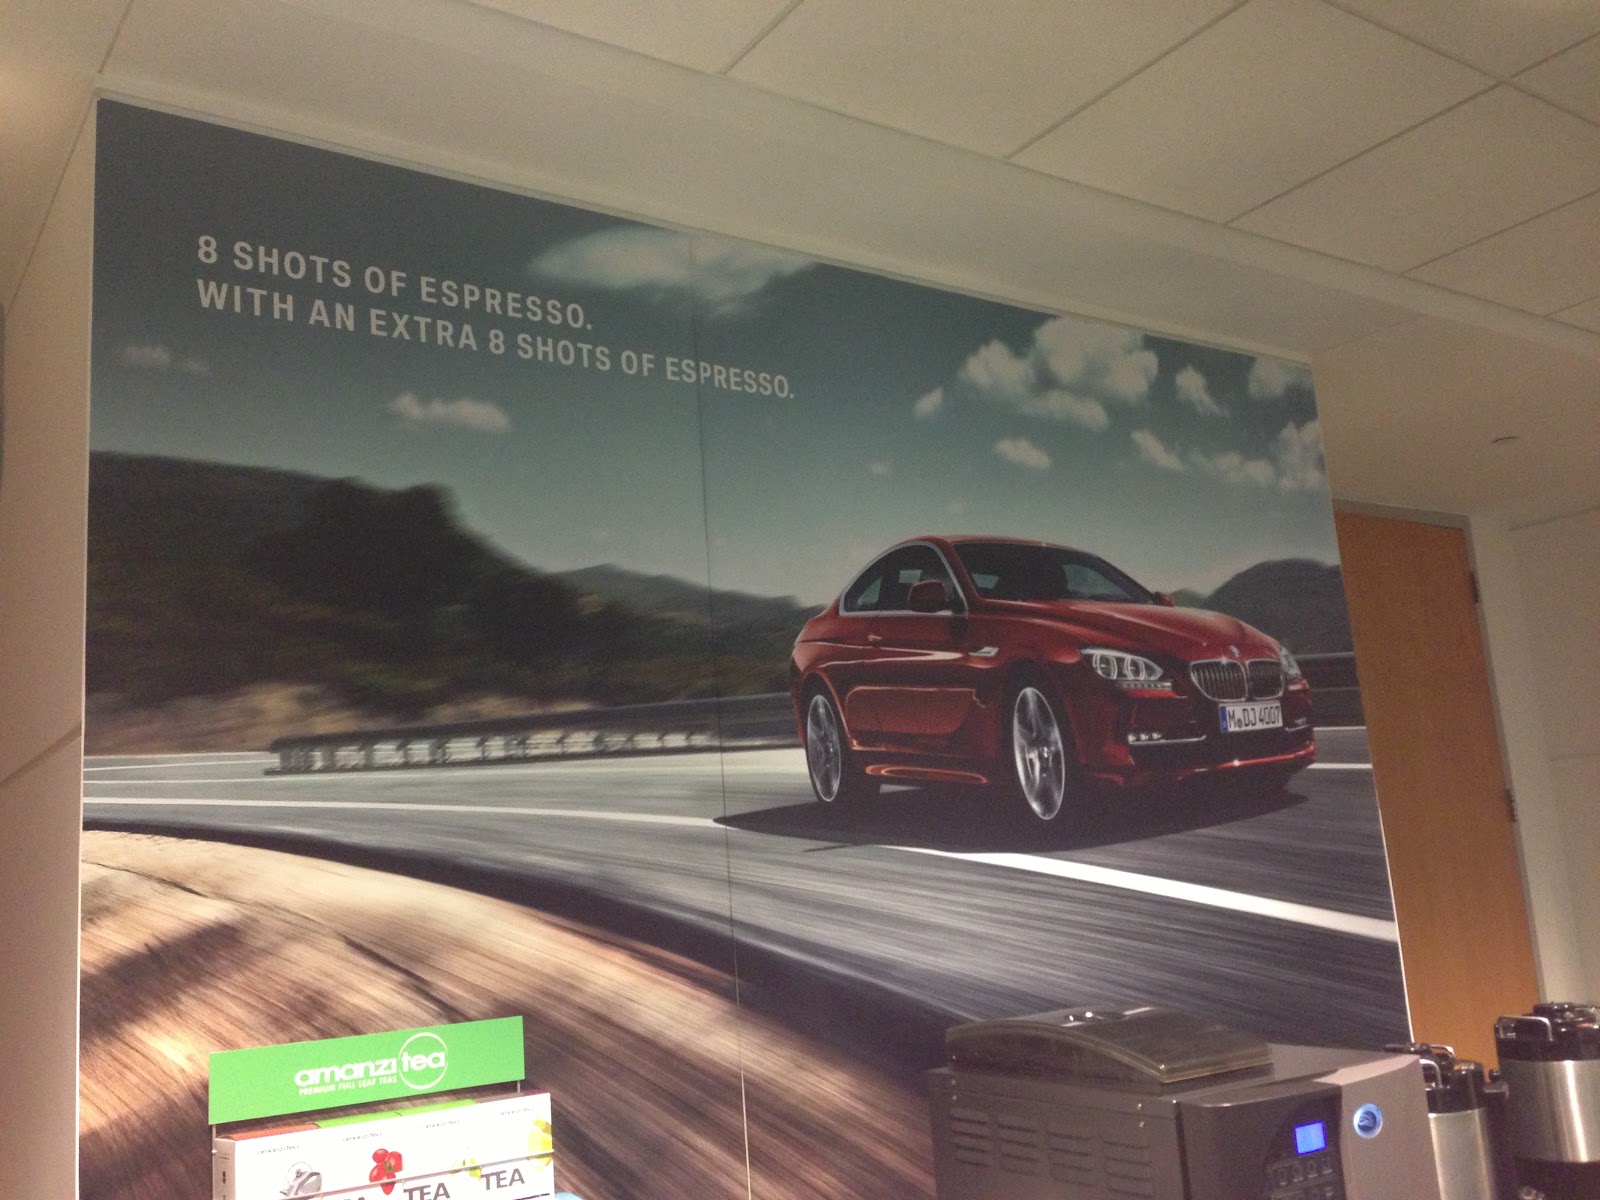 8 SHOTS OF ESPRESSO.
WITH AN EXTRA 8 SHOTS OF ESPRESSO.
M DJ 4007
amanzi tea
PREMIUM FULL LEAF TEAS
TEA
TEA